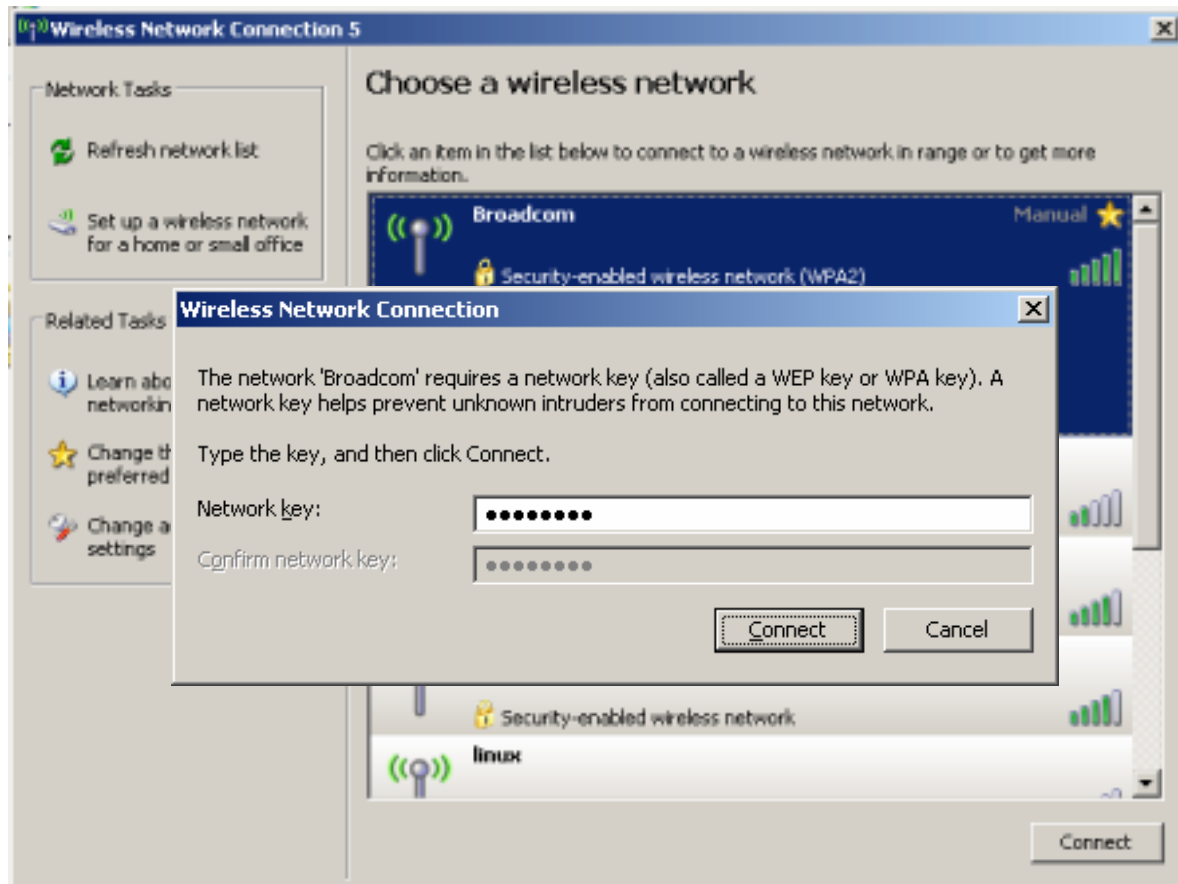 Wireless Network Connection 5
Network Tasks
Refresh network list
Set up a wireless network
for a home or small office
Related Tasks
Learn abo
networkin
Change th
preferred
Change a
settings
Choose a wireless network
Click an item in the list below to connect to a wireless network in range or to get more
information.
Broadcom
Manual
Security-enabled wireless network (WPA2)
Wireless Network Connection
The network 'Broadcom' requires a network key (also called a WEP key or WPA key). A
network key helps prevent unknown intruders from connecting to this network.
Type the key, and then click Connect.
Network key:
Confirm network key:
Connect
Cancel
Security-enabled wireless network
linux
Connect